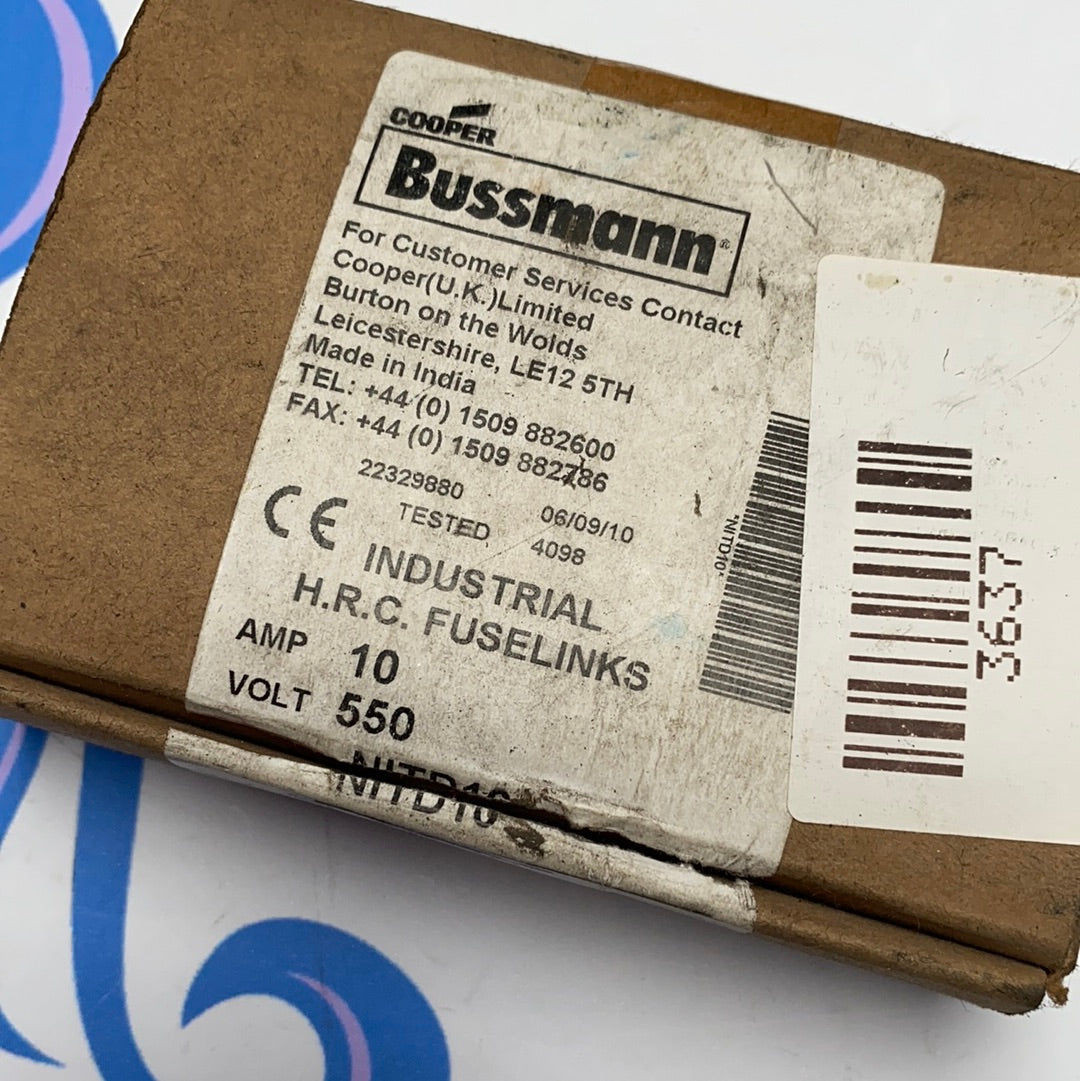 COOPER
Bussmann®
For Customer Services Contact
Cooper(U.K.)Limited
Burton on the Wolds
Leicestershire, LE12 5TH
Made in India
TEL: +44 (0) 1509 882600
FAX: +44 (0) 1509 882786
22329880 06/09/10
TESTED 4098
CE
INDUSTRIAL
H.R.C. FUSELINKS
AMP 10
VOLT 550
NITD10
*NITD10*
3637